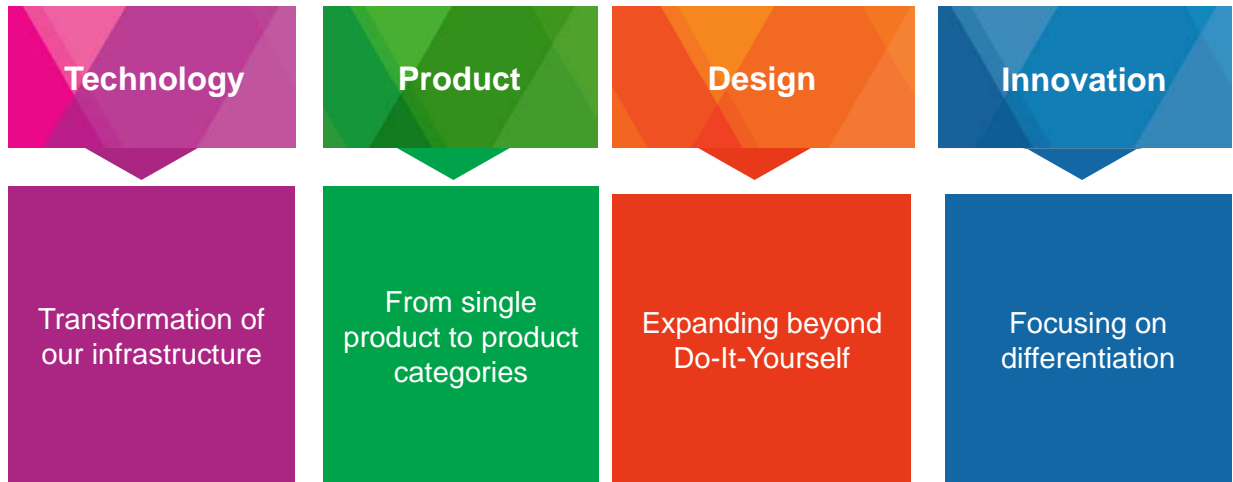 Technology
Transformation of
our infrastructure
Product
From single
product to product
categories
Design
Expanding beyond
Do-It-Yourself
Innovation
Focusing on
differentiation